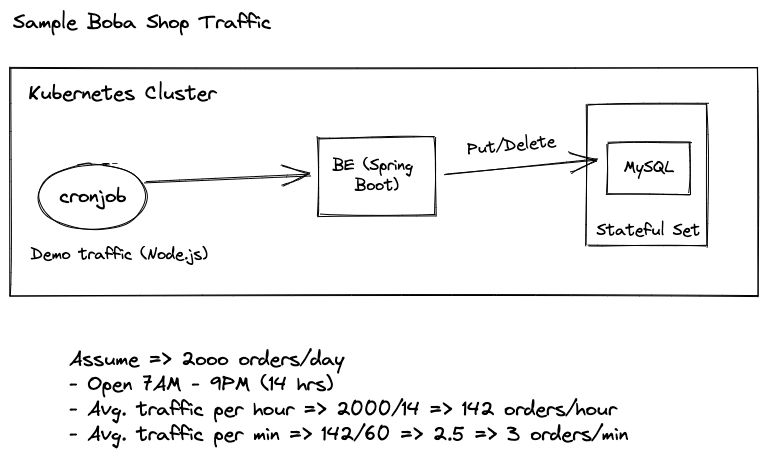 Sample Boba Shop Traffic
Kubernetes Cluster
cronjob
Demo traffic (Node.js)
BE (Spring
Boot)
Put/Delete
MySQL
Stateful Set
Assume => 2000 orders/day
- Open 7AM - 9PM (14 hrs)
- Avg. traffic per hour => 2000/14 => 142 orders/hour
- Avg. traffic per min => 142/60 => 2.5 => 3 orders/min